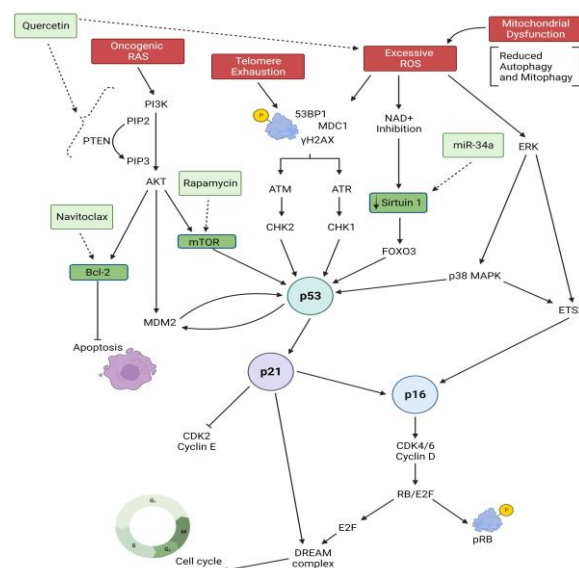 Quercetin
Oncogenic
RAS
Telomere
Exhaustion
Excessive
ROS
Mitochondrial
Dysfunction
Reduced
Autophagy
and Mitophagy
PI3K
PIP2
PTEN
PIP3
AKT
P
53BP1
MDC1
γH2AX
NAD+
Inhibition
miR-34a
ERK
Rapamycin
ATM
ATR
Sirtuin 1
Navitoclax
mTOR
CHK2
CHK1
FOXO3
Bcl-2
p53
p38 MAPK
MDM2
ETS2
Apoptosis
p21
p16
CDK2
Cyclin E
CDK4/6
Cyclin D
RB/E2F
P
E2F
pRB
G₁
M
S
G₂
DREAM
complex
Cell cycle